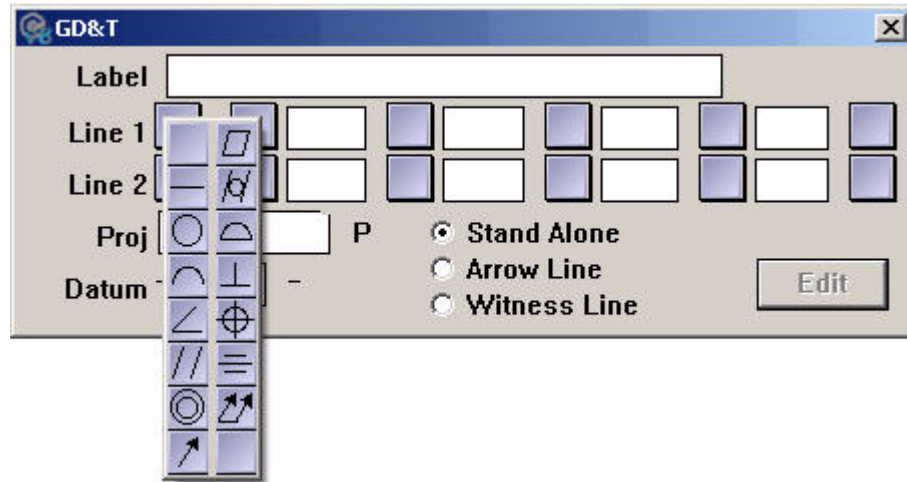 GD&T
Label
Line 1
Line 2
Proj P
Datum - -
Stand Alone
Arrow Line
Witness Line
Edit